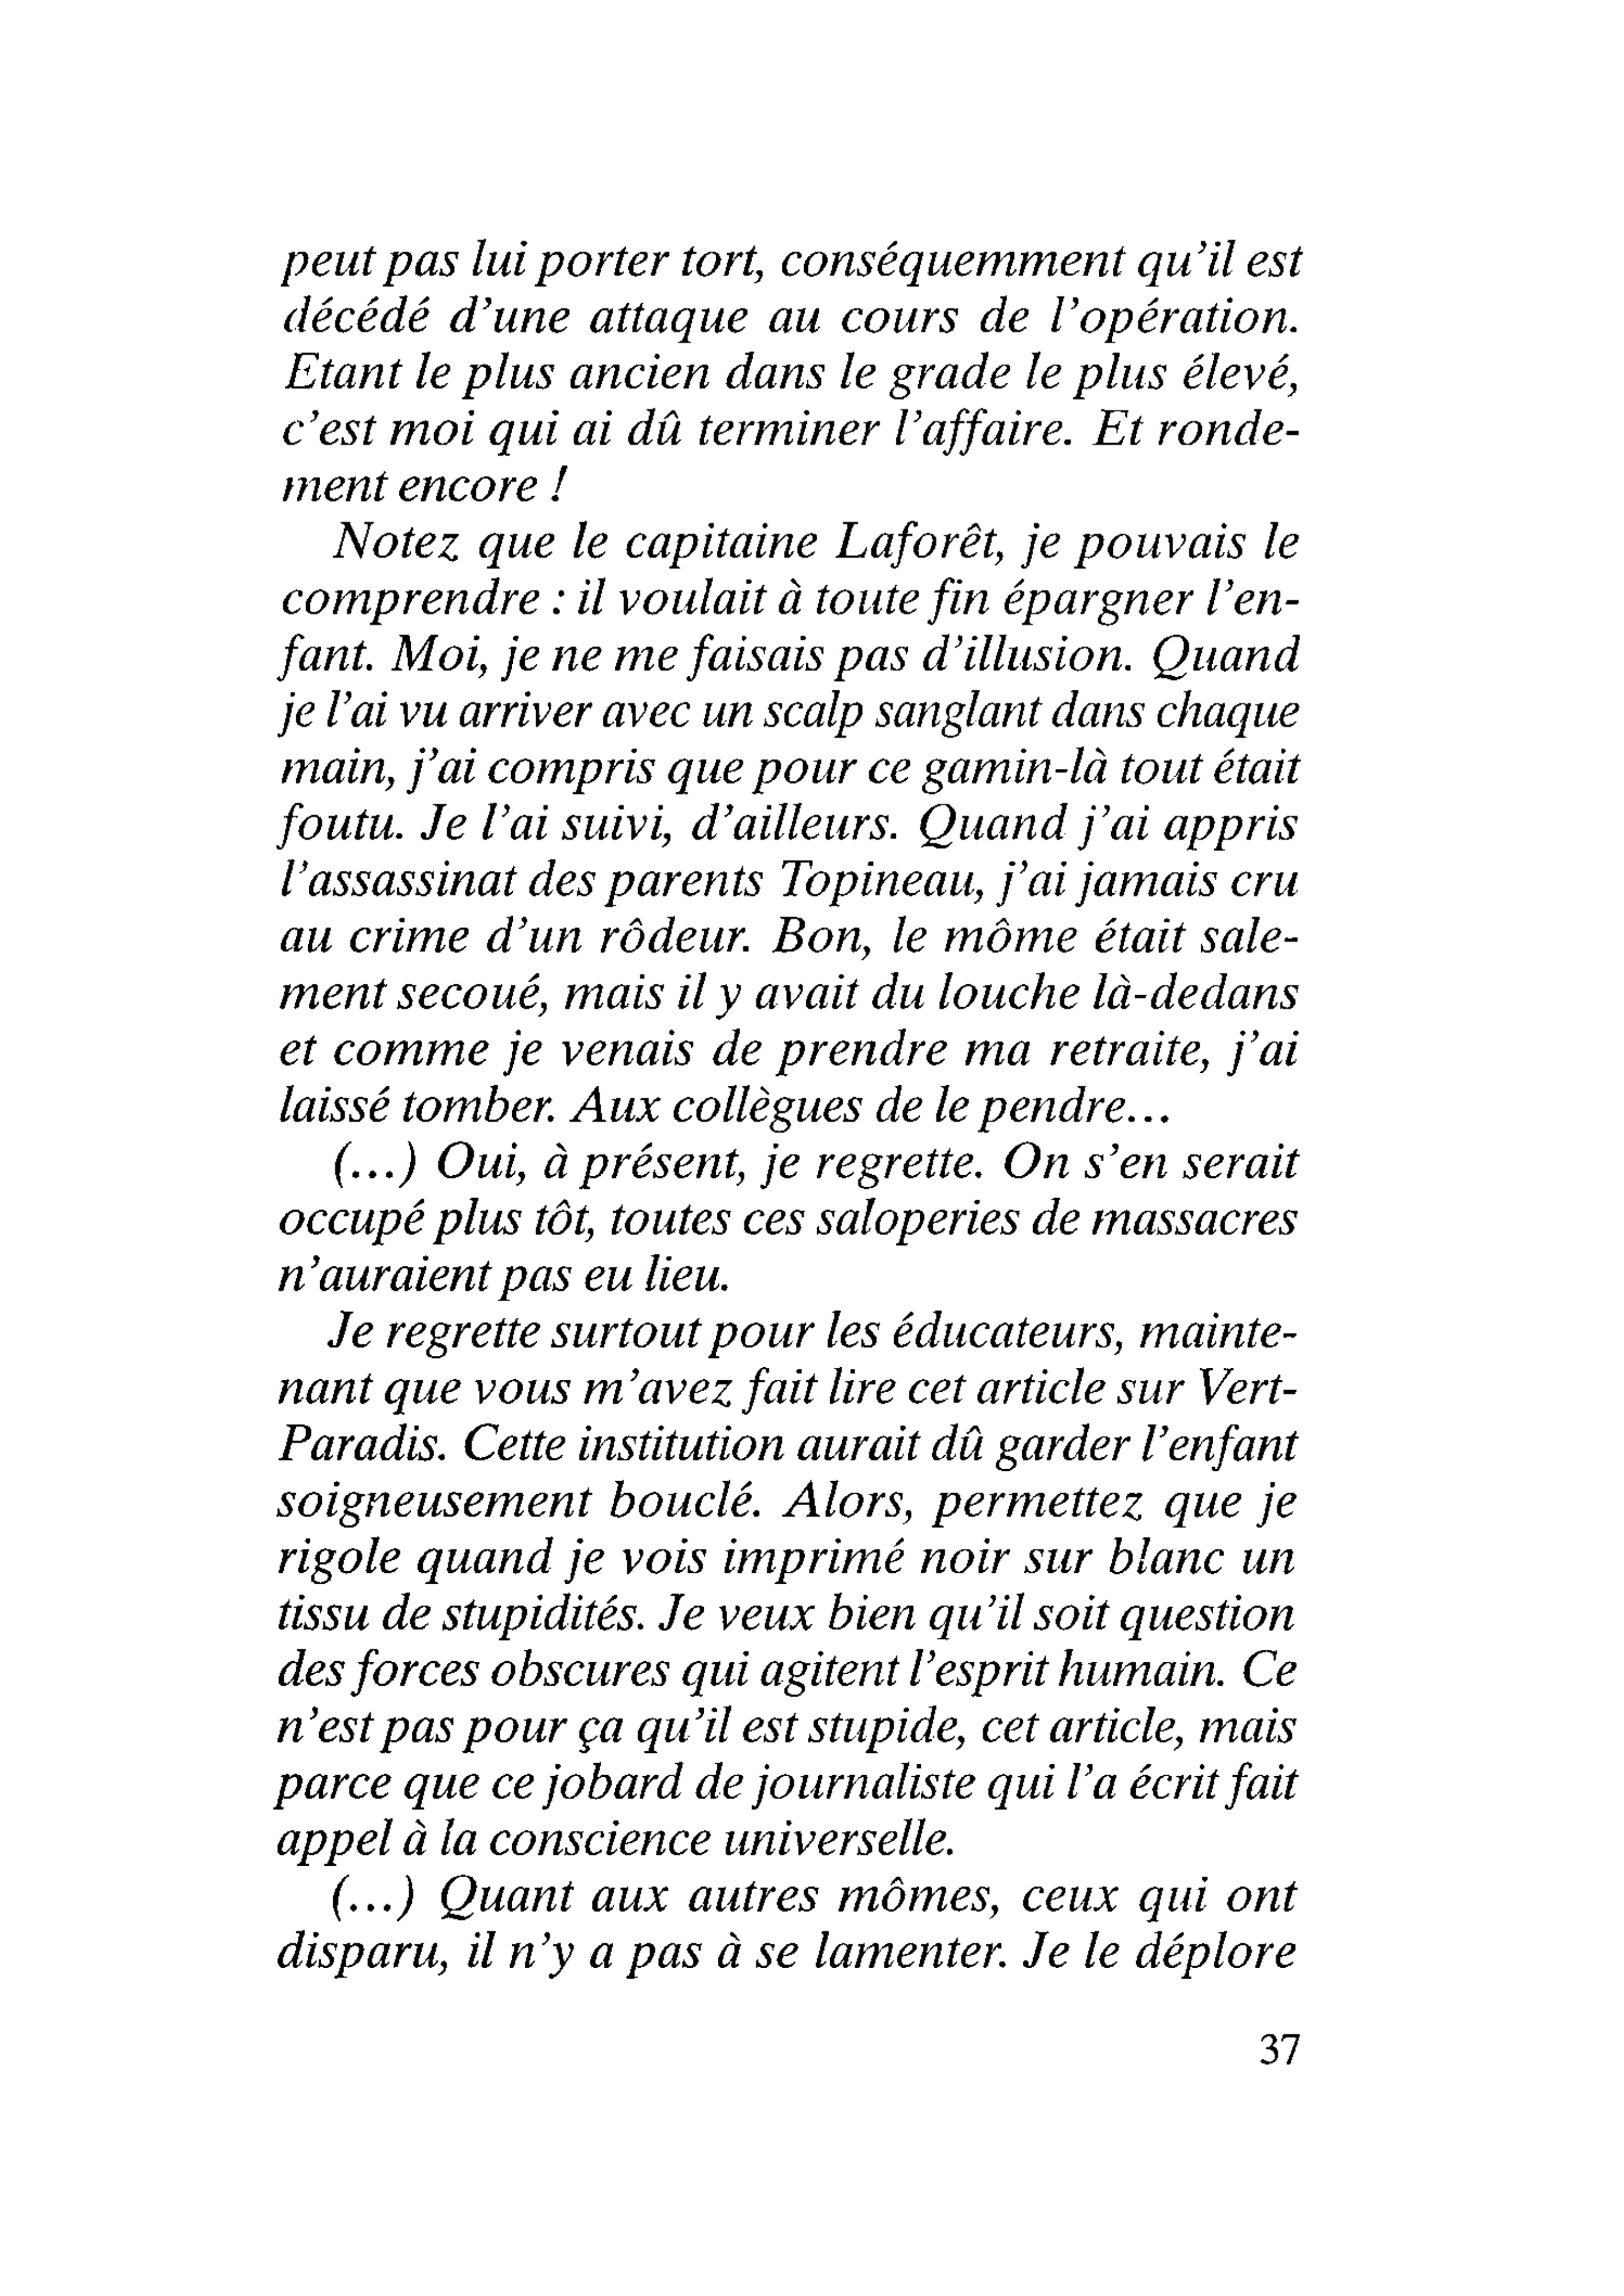 peut pas lui porter tort, conséquemment qu'il est
décédé d'une attaque au cours de l'opération.
Etant le plus ancien dans le grade le plus élevé,
c'est moi qui ai dû terminer l'affaire. Et ronde-
ment encore !
Notez que le capitaine Laforêt, je pouvais le
comprendre : il voulait à toute fin épargner l'en-
fant. Moi, je ne me faisais pas d'illusion. Quand
je l'ai vu arriver avec un scalp sanglant dans chaque
main, j'ai compris que pour ce gamin-là tout était
foutu. Je l'ai suivi, d'ailleurs. Quand j'ai appris
l'assassinat des parents Topineau, j'ai jamais cru
au crime d'un rôdeur. Bon, le môme était sale-
ment secoué, mais il y avait du louche là-dedans
et comme je venais de prendre ma retraite, j'ai
laissé tomber. Aux collègues de le pendre...
(...) Oui, à présent, je regrette. On s'en serait
occupé plus tôt, toutes ces saloperies de massacres
n'auraient pas eu lieu.
Je regrette surtout pour les éducateurs, mainte-
nant que vous m'avez fait lire cet article sur Vert-
Paradis. Cette institution aurait dû garder l'enfant
soigneusement bouclé. Alors, permettez que je
rigole quand je vois imprimé noir sur blanc un
tissu de stupidités. Je veux bien qu'il soit question
des forces obscures qui agitent l'esprit humain. Ce
n'est pas pour ça qu'il est stupide, cet article, mais
parce que ce jobard de journaliste qui l'a écrit fait
appel à la conscience universelle.
(...) Quant aux autres mômes, ceux qui ont
disparu, il n'y a pas à se lamenter. Je le déplore
37